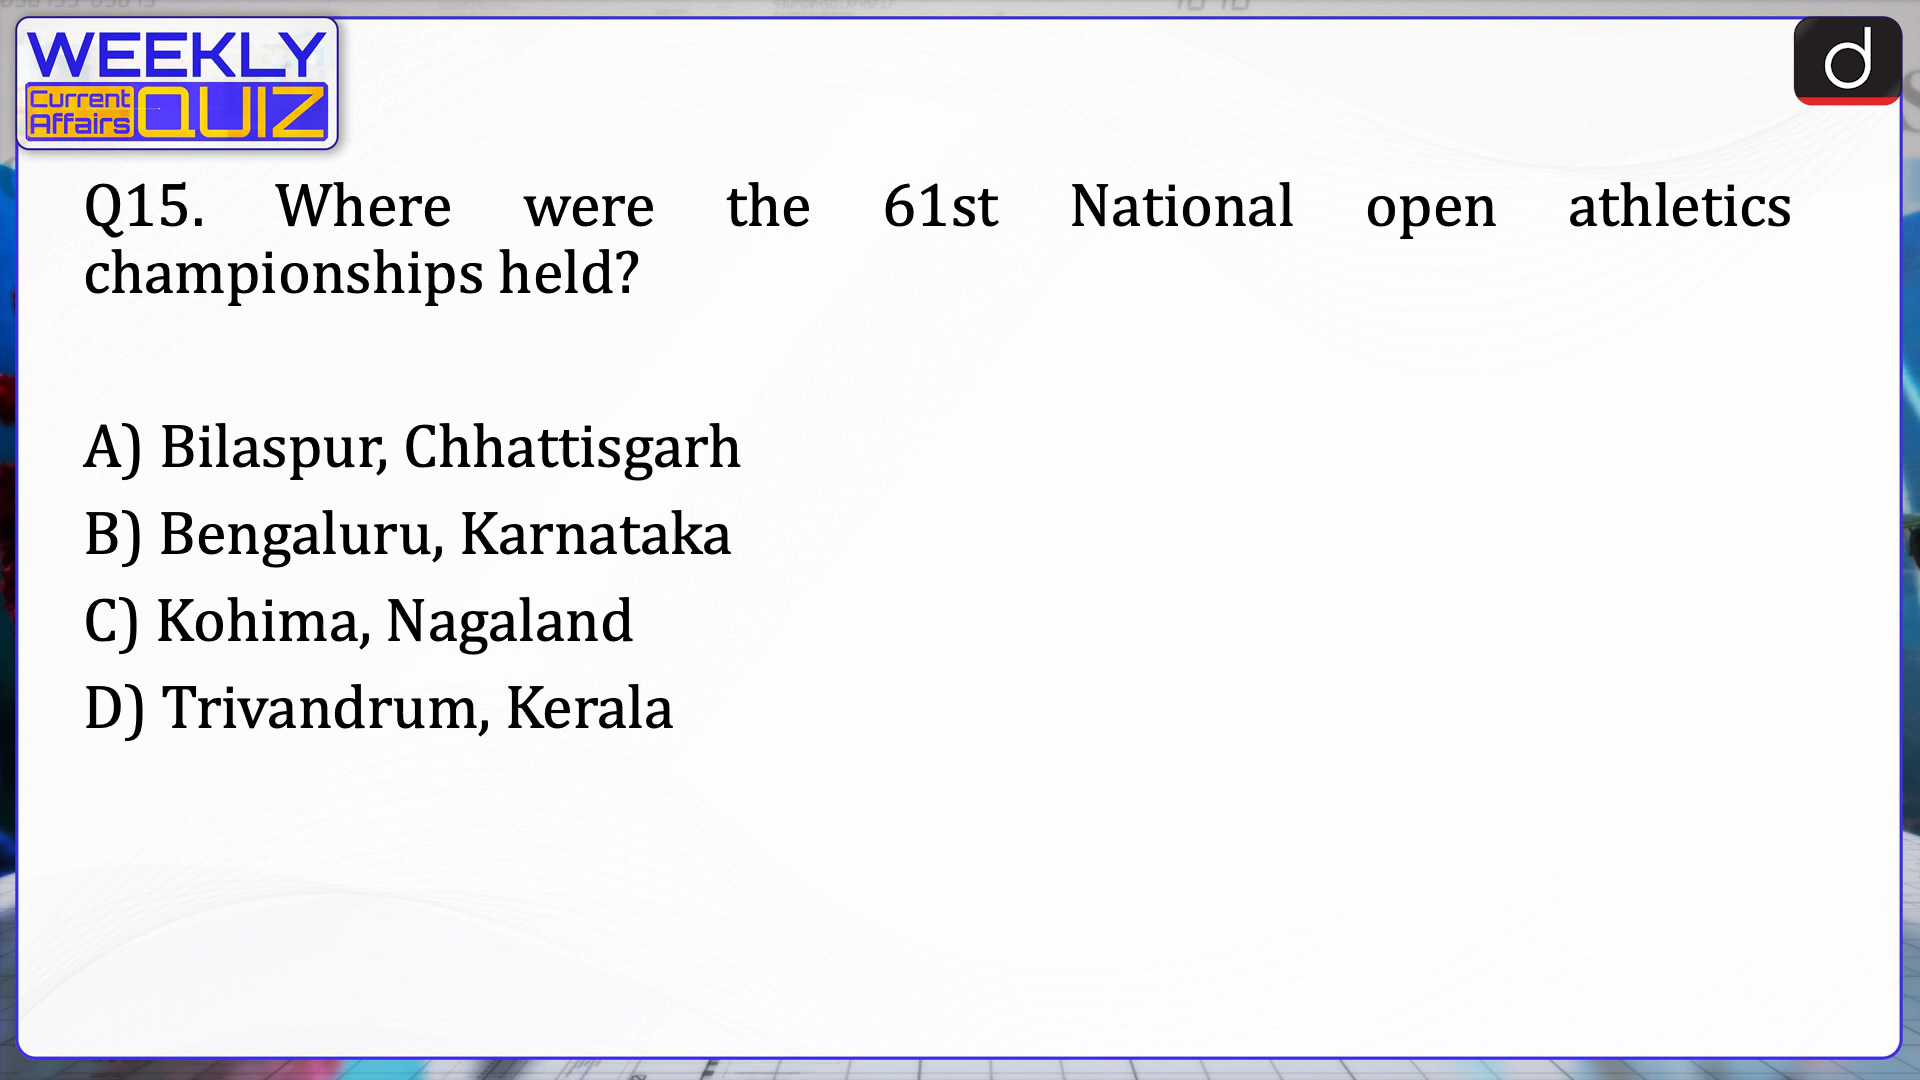 WEEKLY
Current
Affairs
QUIZ
d
Q15. Where were the 61st National open athletics
championships held?
A) Bilaspur, Chhattisgarh
B) Bengaluru, Karnataka
C) Kohima, Nagaland
D) Trivandrum, Kerala